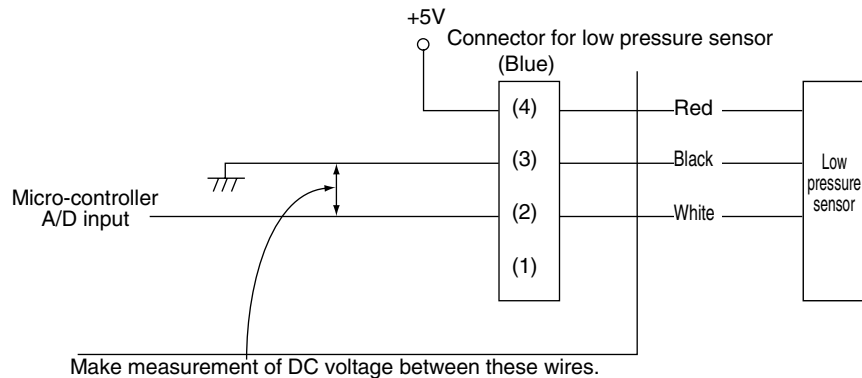 +5V
Connector for low pressure sensor
(Blue)
(4)
Red
(3)
Black
Low
pressure
sensor
Micro-controller
A/D input
(2)
White
(1)
Make measurement of DC voltage between these wires.